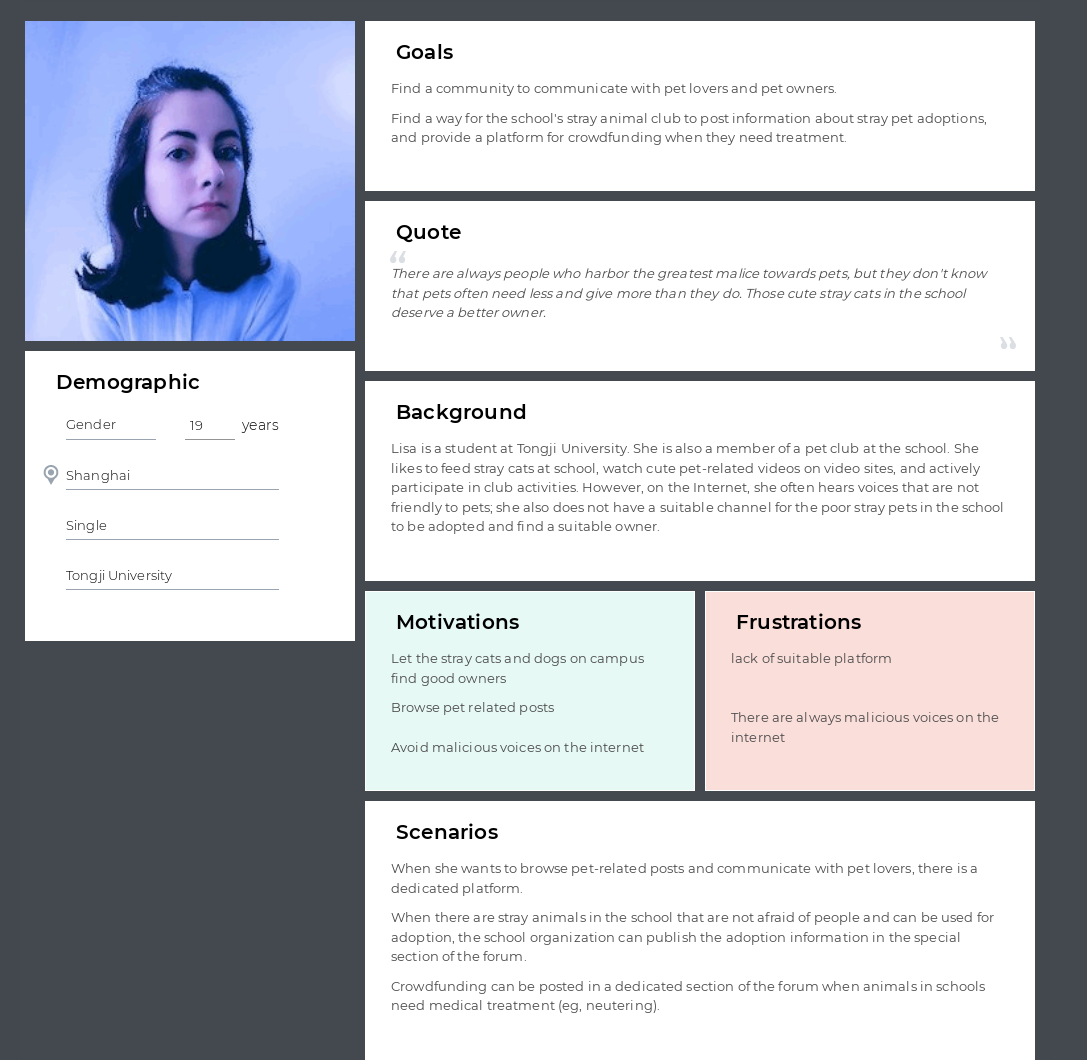 Goals
Find a community to communicate with pet lovers and pet owners.
Find a way for the school's stray animal club to post information about stray pet adoptions,
and provide a platform for crowdfunding when they need treatment.
Quote
“
There are always people who harbor the greatest malice towards pets, but they don't know
that pets often need less and give more than they do. Those cute stray cats in the school
deserve a better owner.
”
Demographic
Gender 19 years
Shanghai
Single
Tongji University
Background
Lisa is a student at Tongji University. She is also a member of a pet club at the school. She
likes to feed stray cats at school, watch cute pet-related videos on video sites, and actively
participate in club activities. However, on the Internet, she often hears voices that are not
friendly to pets; she also does not have a suitable channel for the poor stray pets in the school
to be adopted and find a suitable owner.
Motivations
Let the stray cats and dogs on campus
find good owners
Browse pet related posts
Avoid malicious voices on the internet
Frustrations
lack of suitable platform
There are always malicious voices on the
internet
Scenarios
When she wants to browse pet-related posts and communicate with pet lovers, there is a
dedicated platform.
When there are stray animals in the school that are not afraid of people and can be used for
adoption, the school organization can publish the adoption information in the special
section of the forum.
Crowdfunding can be posted in a dedicated section of the forum when animals in schools
need medical treatment (eg, neutering).